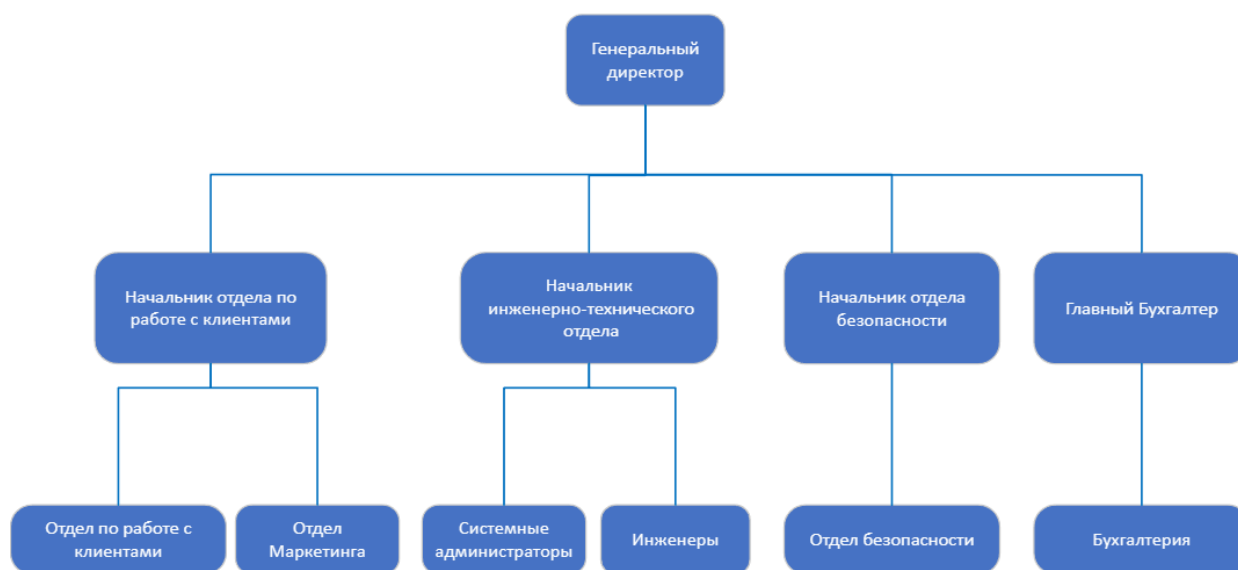 Генеральный
директор
Начальник отдела по
работе с клиентами
Начальник
инженерно-технического
отдела
Начальник отдела
безопасности
Главный Бухгалтер
Отдел по работе с
клиентами
Отдел
Маркетинга
Системные
администраторы
Инженеры
Отдел безопасности
Бухгалтерия